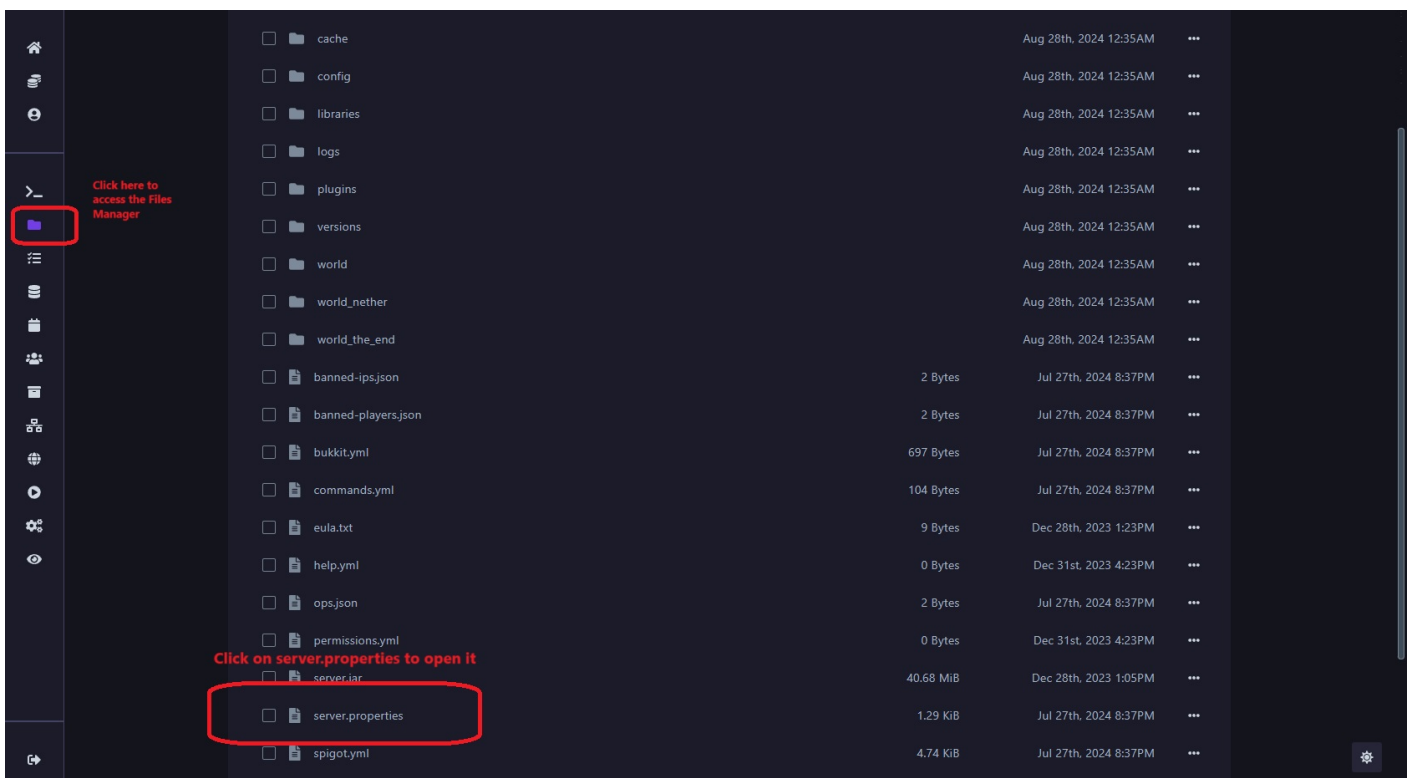 cache Aug 28th, 2024 12:35AM
config Aug 28th, 2024 12:35AM
libraries Aug 28th, 2024 12:35AM
logs Aug 28th, 2024 12:35AM
Click here to
access the Files
Manager
plugins Aug 28th, 2024 12:35AM
versions Aug 28th, 2024 12:35AM
world Aug 28th, 2024 12:35AM
world_nether Aug 28th, 2024 12:35AM
world_the_end Aug 28th, 2024 12:35AM
banned-ips.json 2 Bytes Jul 27th, 2024 8:37PM
banned-players.json 2 Bytes Jul 27th, 2024 8:37PM
bukkit.yml 697 Bytes Jul 27th, 2024 8:37PM
commands.yml 104 Bytes Jul 27th, 2024 8:37PM
eula.txt 9 Bytes Dec 28th, 2023 1:23PM
help.yml 0 Bytes Dec 31st, 2023 4:23PM
ops.json 2 Bytes Jul 27th, 2024 8:37PM
permissions.yml 0 Bytes Dec 31st, 2023 4:23PM
Click on server.properties to open it
server.jar 40.68 MiB Dec 28th, 2023 1:05PM
server.properties 1.29 KiB Jul 27th, 2024 8:37PM
spigot.yml 4.74 KiB Jul 27th, 2024 8:37PM